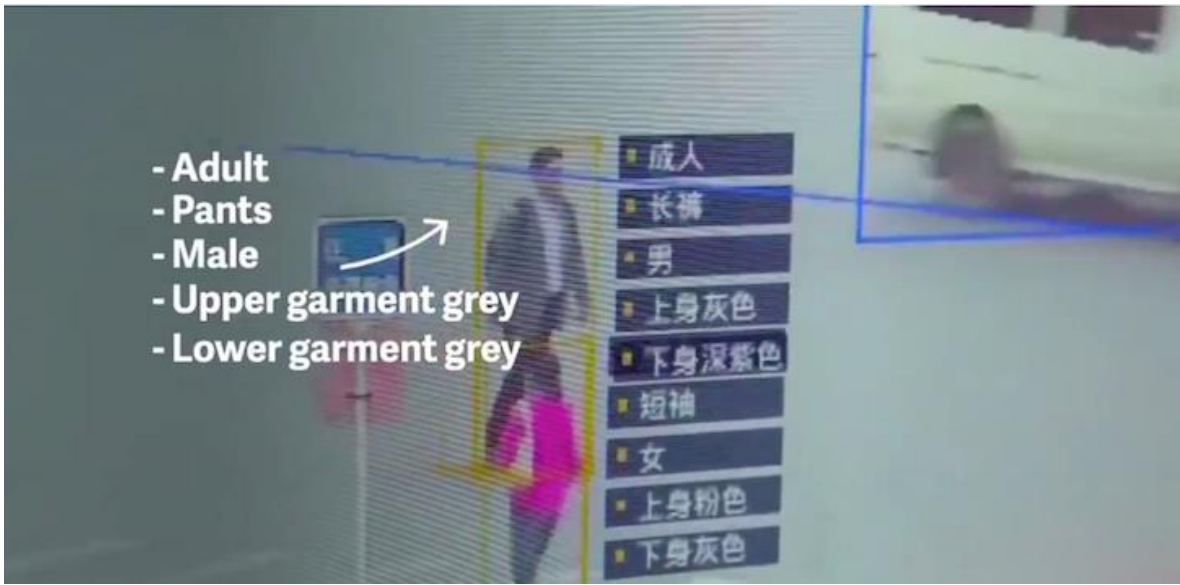 - Adult
- Pants
- Male
- Upper garment grey
- Lower garment grey
成人
长裤
男
上身灰色
下身深紫色
短袖
女
上身粉色
下身灰色